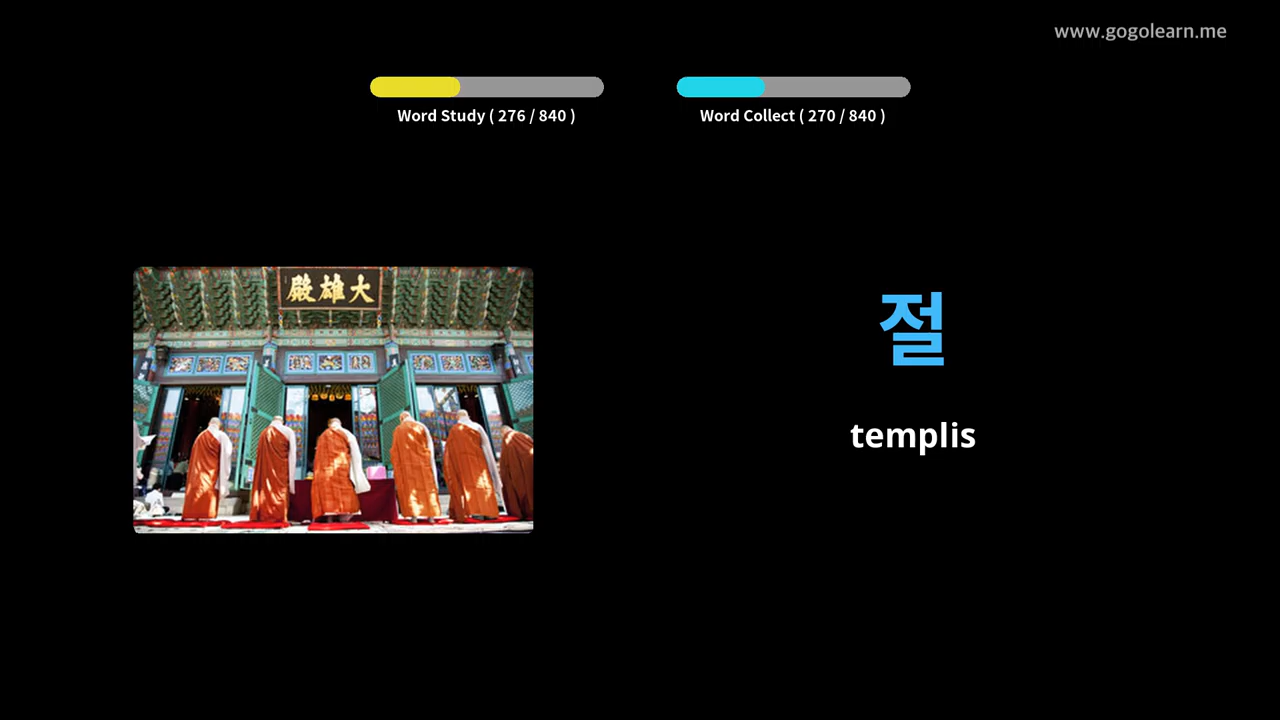 www.gogolearn.me
Word Study ( 276 / 840 )
Word Collect ( 270 / 840 )
殿雄大
절
templis